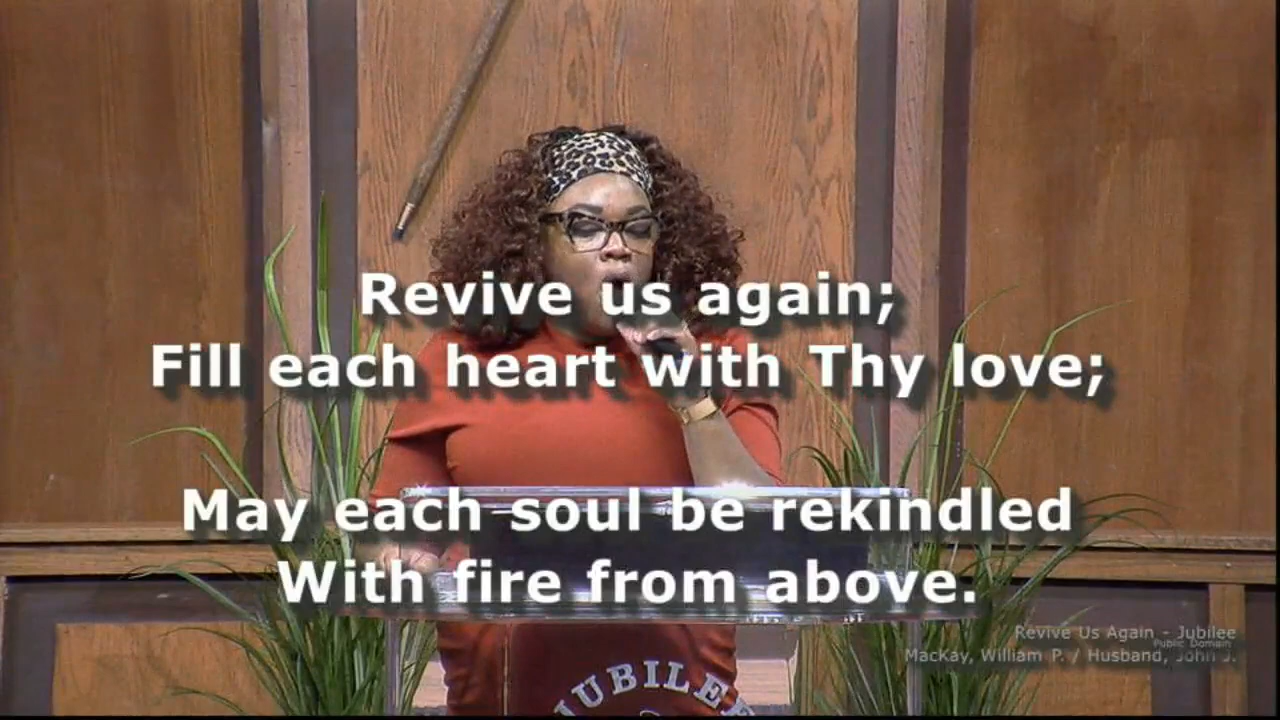 Revive us again;
Fill each heart with Thy love;
May each soul be rekindled
With fire from above.
Revive Us Again - Jubilee
Public Domain
MacKay, William P. / Husband, John J.
JUBILEE